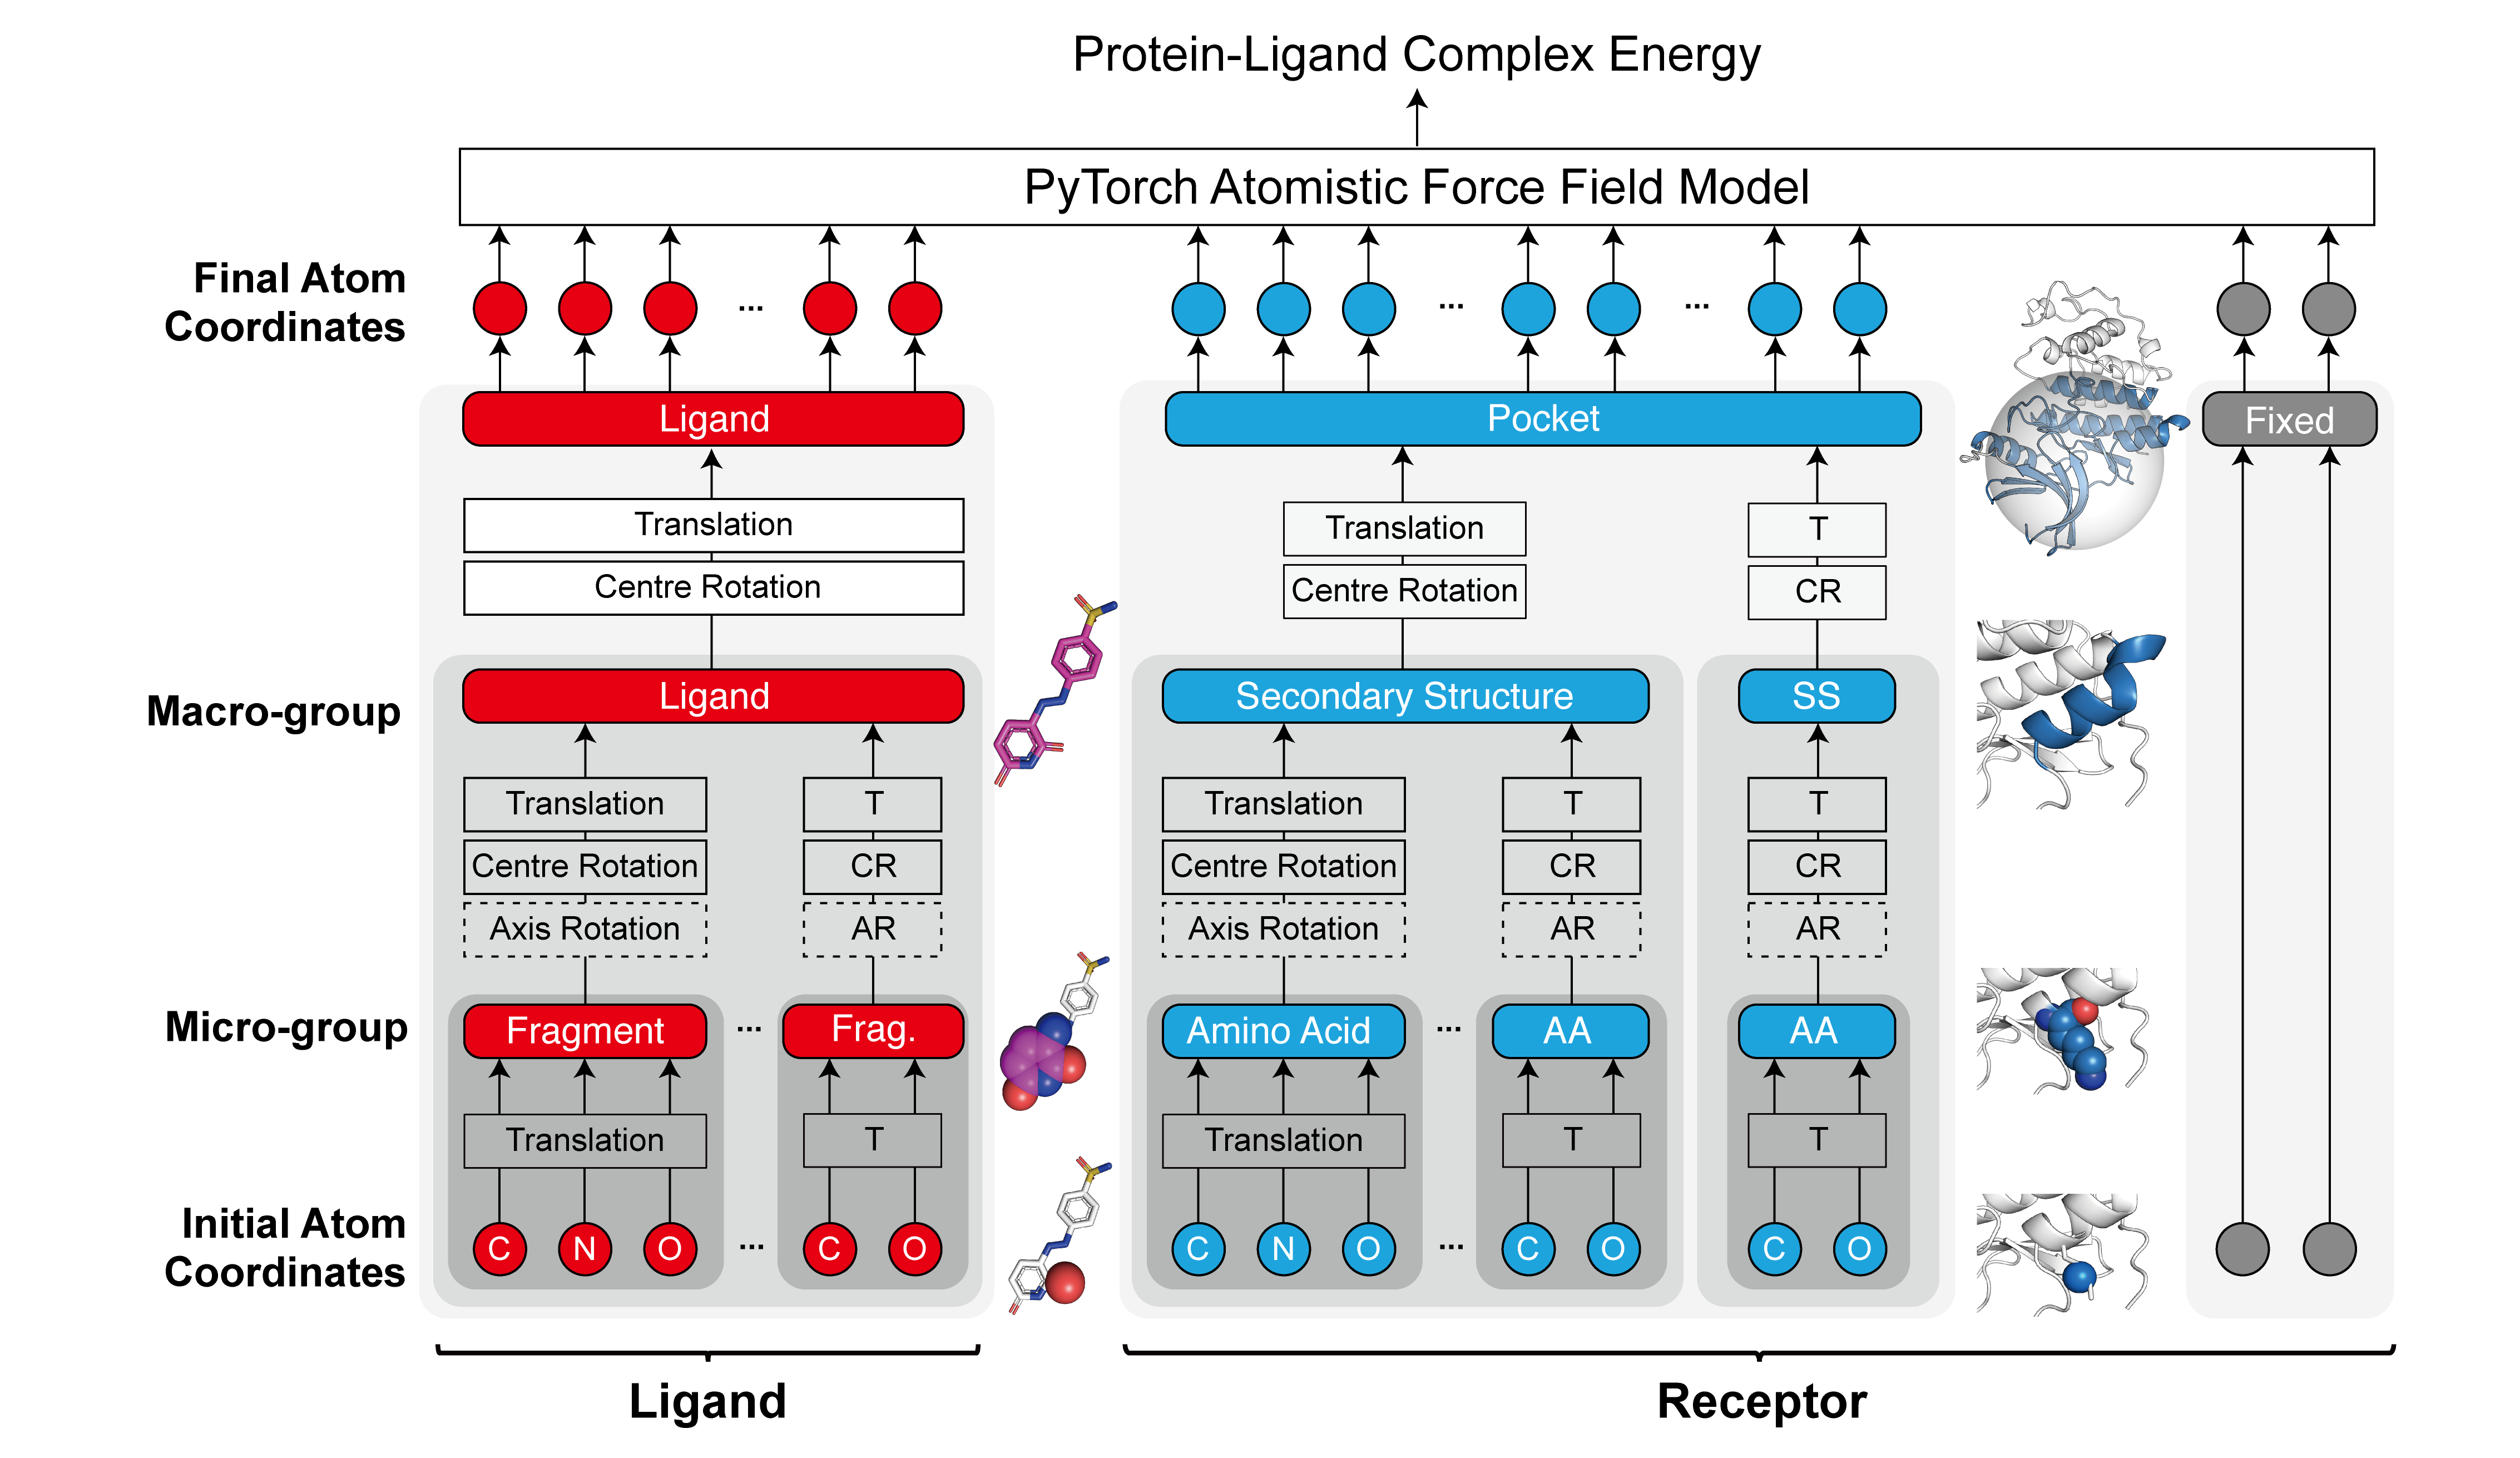 Protein-Ligand Complex Energy
PyTorch Atomistic Force Field Model
Final Atom
Coordinates
...
... ...
Ligand
Pocket
Fixed
Translation
Centre Rotation
Translation
Centre Rotation
T
CR
Macro-group
Ligand
Secondary Structure
SS
Translation
Centre Rotation
Axis Rotation
T
CR
AR
Translation
Centre Rotation
Axis Rotation
T
CR
AR
T
CR
AR
Micro-group
Fragment ... Frag.
Amino Acid ... AA
AA
Translation
T
Translation
T
T
Initial Atom
Coordinates
C N O ... C O
C N O ... C O
C O
Ligand
Receptor